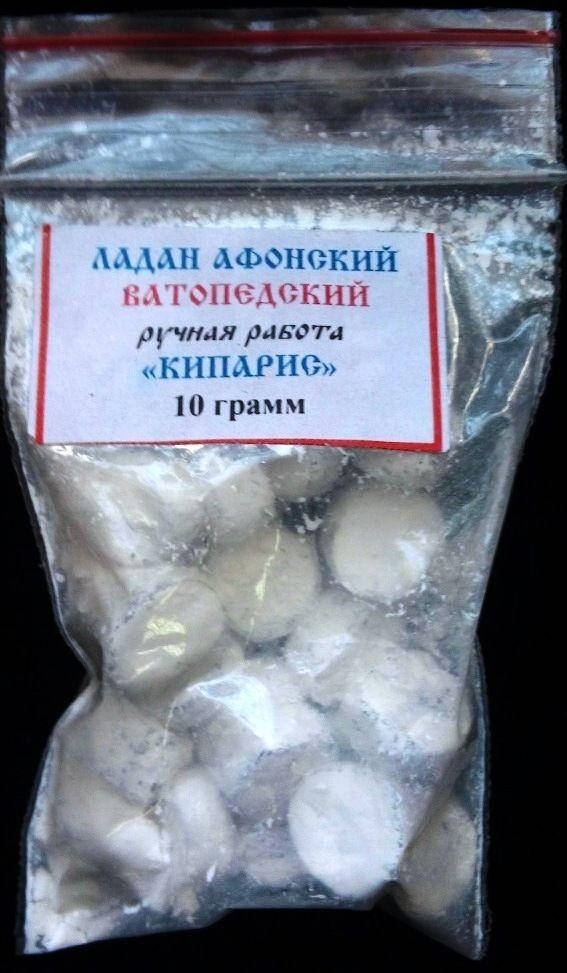 ЛАДАН АФОНСКИЙ
ВАТОПЕДСКИЙ
ручная работа
«КИПАРИС»
10 грамм